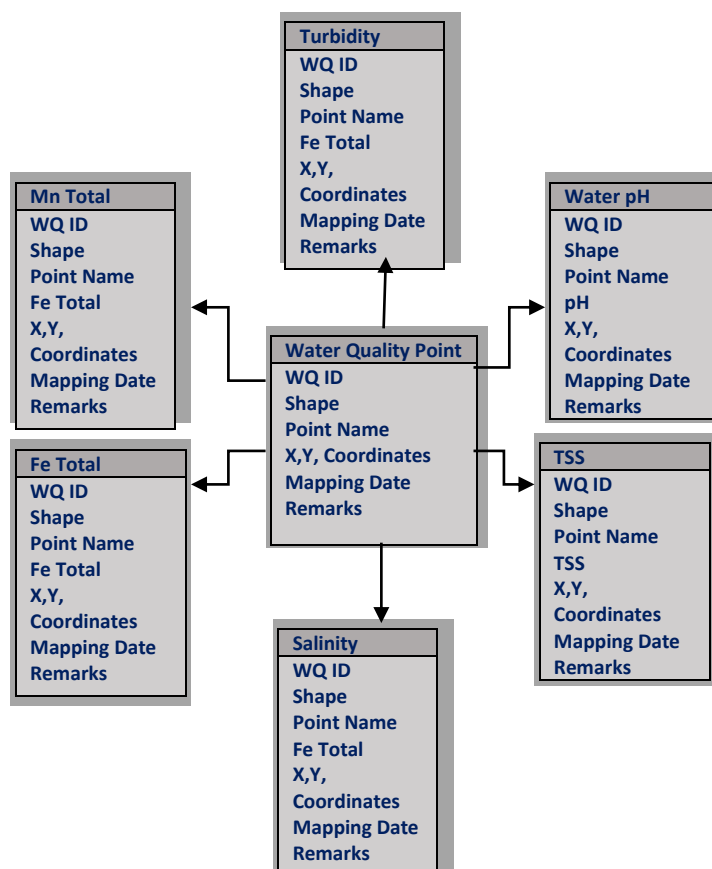 Turbidity
WQ ID
Shape
Point Name
Fe Total
X,Y,
Coordinates
Mapping Date
Remarks
Mn Total
WQ ID
Shape
Point Name
Fe Total
X,Y,
Coordinates
Mapping Date
Remarks
Water pH
WQ ID
Shape
Point Name
pH
X,Y,
Coordinates
Mapping Date
Remarks
Water Quality Point
WQ ID
Shape
Point Name
X,Y, Coordinates
Mapping Date
Remarks
Fe Total
WQ ID
Shape
Point Name
Fe Total
X,Y,
Coordinates
Mapping Date
Remarks
TSS
WQ ID
Shape
Point Name
TSS
X,Y,
Coordinates
Mapping Date
Remarks
Salinity
WQ ID
Shape
Point Name
Fe Total
X,Y,
Coordinates
Mapping Date
Remarks